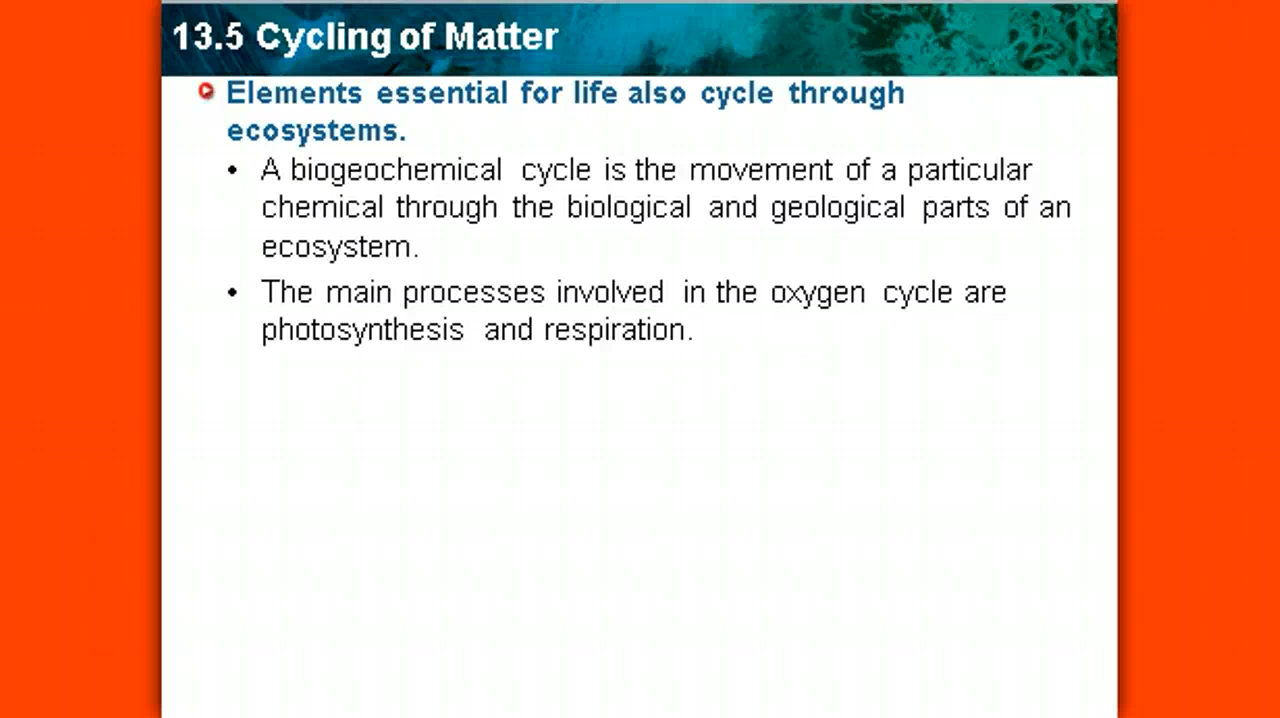 13.5 Cycling of Matter
Elements essential for life also cycle through
ecosystems.
• A biogeochemical cycle is the movement of a particular
chemical through the biological and geological parts of an
ecosystem.
• The main processes involved in the oxygen cycle are
photosynthesis and respiration.